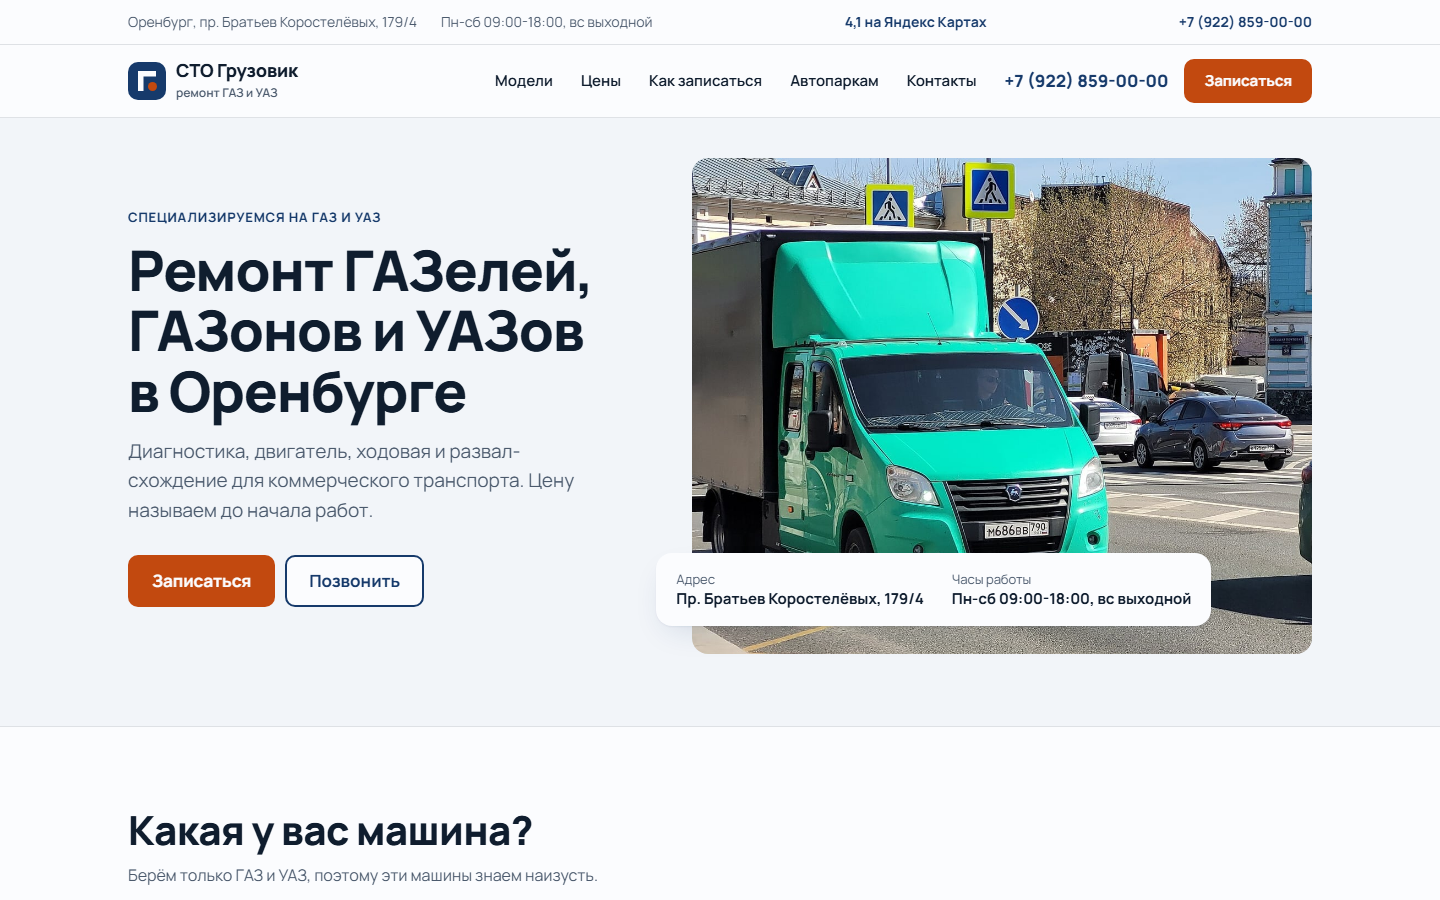 Оренбург, пр. Братьев Коростелёвых, 179/4
Пн-сб 09:00-18:00, вс выходной
4,1 на Яндекс Картах
+7 (922) 859-00-00
СТО Грузовик
ремонт ГАЗ и УАЗ
Модели
Цены
Как записаться
Автопаркам
Контакты
+7 (922) 859-00-00
Записаться
СПЕЦИАЛИЗИРУЕМСЯ НА ГАЗ И УАЗ
Ремонт ГАЗелей,
ГАЗонов и УАЗов
в Оренбурге
Диагностика, двигатель, ходовая и развал-
схождение для коммерческого транспорта. Цену
называем до начала работ.
Записаться
Позвонить
М686ВВ 790
Адрес
Пр. Братьев Коростелёвых, 179/4
Часы работы
Пн-сб 09:00-18:00, вс выходной
Какая у вас машина?
Берём только ГАЗ и УАЗ, поэтому эти машины знаем наизусть.